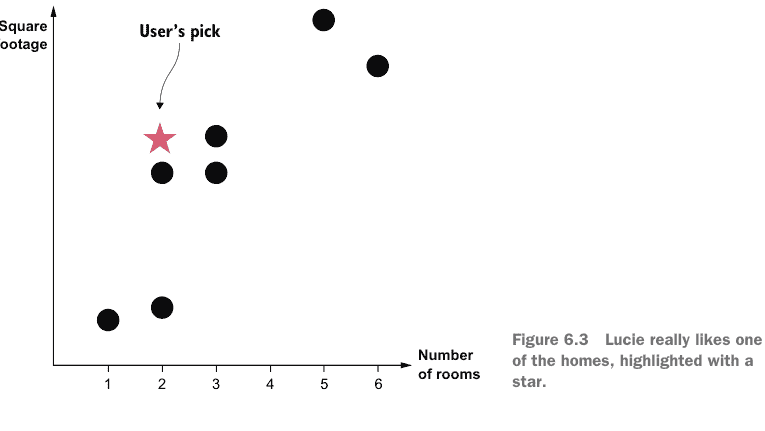 Square
ootage
User's pick
Number
of rooms
1 2 3 4 5 6
Figure 6.3 Lucie really likes one
of the homes, highlighted with a
star.